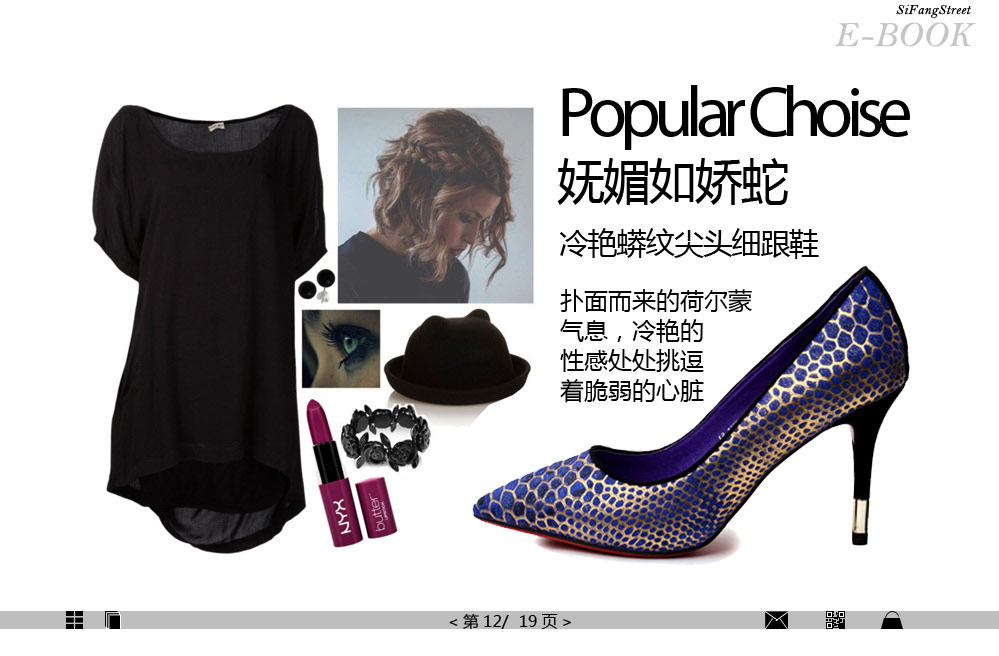 SiFangStreet
E-BOOK
Popular Choise
妩媚如娇蛇
冷艳蟒纹尖头细跟鞋
扑面而来的荷尔蒙
气息，冷艳的
性感处处挑逗
着脆弱的心脏
NYX
butter
< 第 12/ 19 页 >